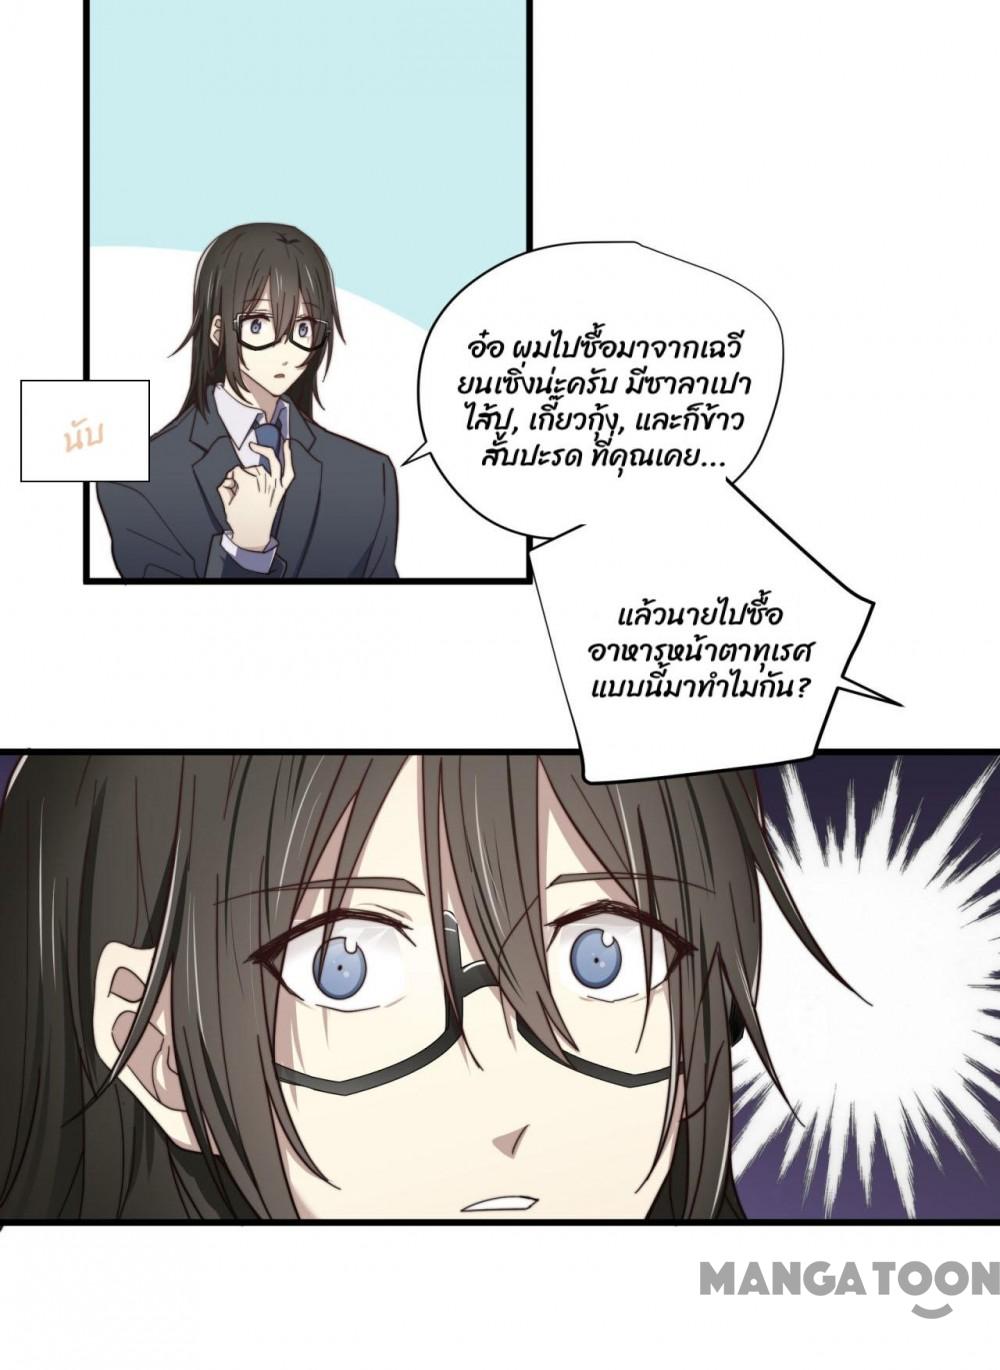 อ๋อ ผมไปซื้อมาจากเฉวี
ยนเซิ่งน่ะครับ มีซาลาเปา
ไส้ปู, เกี๊ยวกุ้ง, และก็ข้าว
สับปะรด ที่คุณเคย...
นับ
แล้วนายไปซื้อ
อาหารหน้าตาทุเรศ
แบบนี้มาทำไมกัน?
MANGATOON